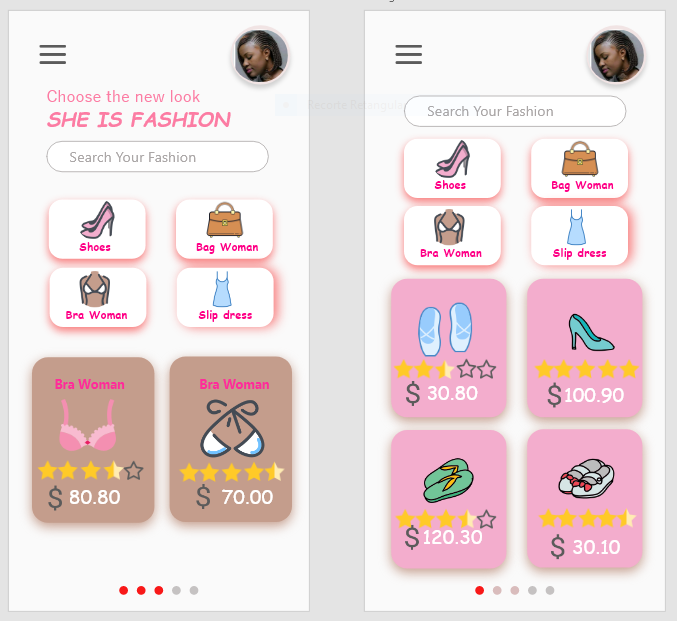 Choose the new look
SHE IS FASHION
Search Your Fashion
Shoes
Bag Woman
Bra Woman
Slip dress
Bra Woman
Bra Woman
$ 80.80
$ 70.00
Search Your Fashion
Shoes
Bag Woman
Bra Woman
Slip dress
$ 30.80
$ 100.90
$ 120.30
$ 30.10